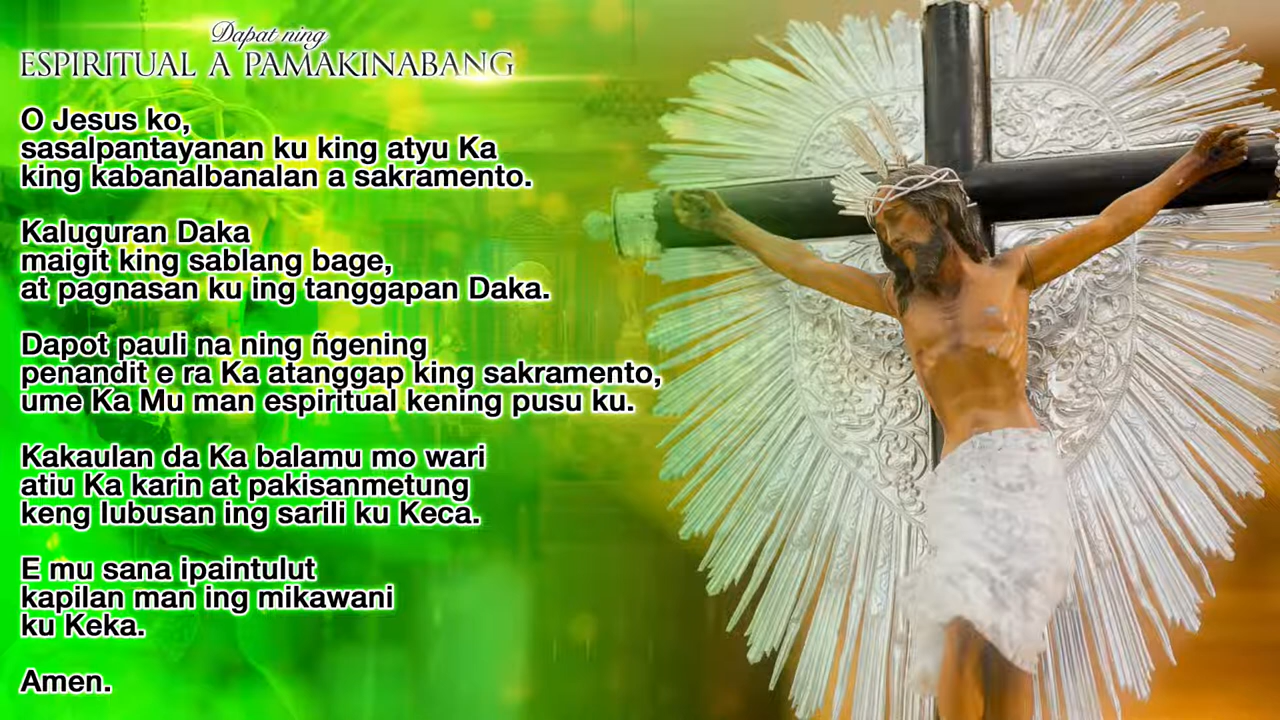 Dapat ning
ESPIRITUAL A PAMAKINABANG
O Jesus ko,
sasalpantayanan ku king atyu Ka
king kabanalbanalan a sakramento.
Kaluguran Daka
maigit king sablang bage,
at pagnasan ku ing tanggapan Daka.
Dapot pauli na ning ñgening
penandit e ra Ka atanggap king sakramento,
ume Ka Mu man espiritual kening pusu ku.
Kakaulan da Ka balamu mo wari
atiu Ka karin at pakisanmetung
keng lubusan ing sarili ku Keca.
E mu sana ipaintulut
kapilan man ing mikawani
ku Keka.
Amen.